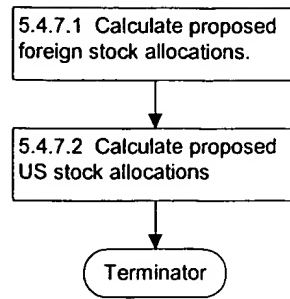 5.4.7.1 Calculate proposed
foreign stock allocations.
5.4.7.2 Calculate proposed
US stock allocations
Terminator